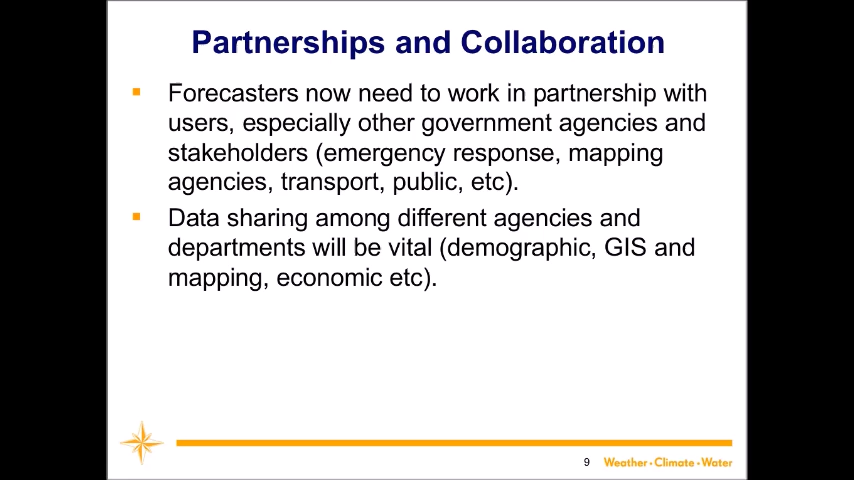 Partnerships and Collaboration
▪ Forecasters now need to work in partnership with
users, especially other government agencies and
stakeholders (emergency response, mapping
agencies, transport, public, etc).
▪ Data sharing among different agencies and
departments will be vital (demographic, GIS and
mapping, economic etc).
9 Weather • Climate • Water